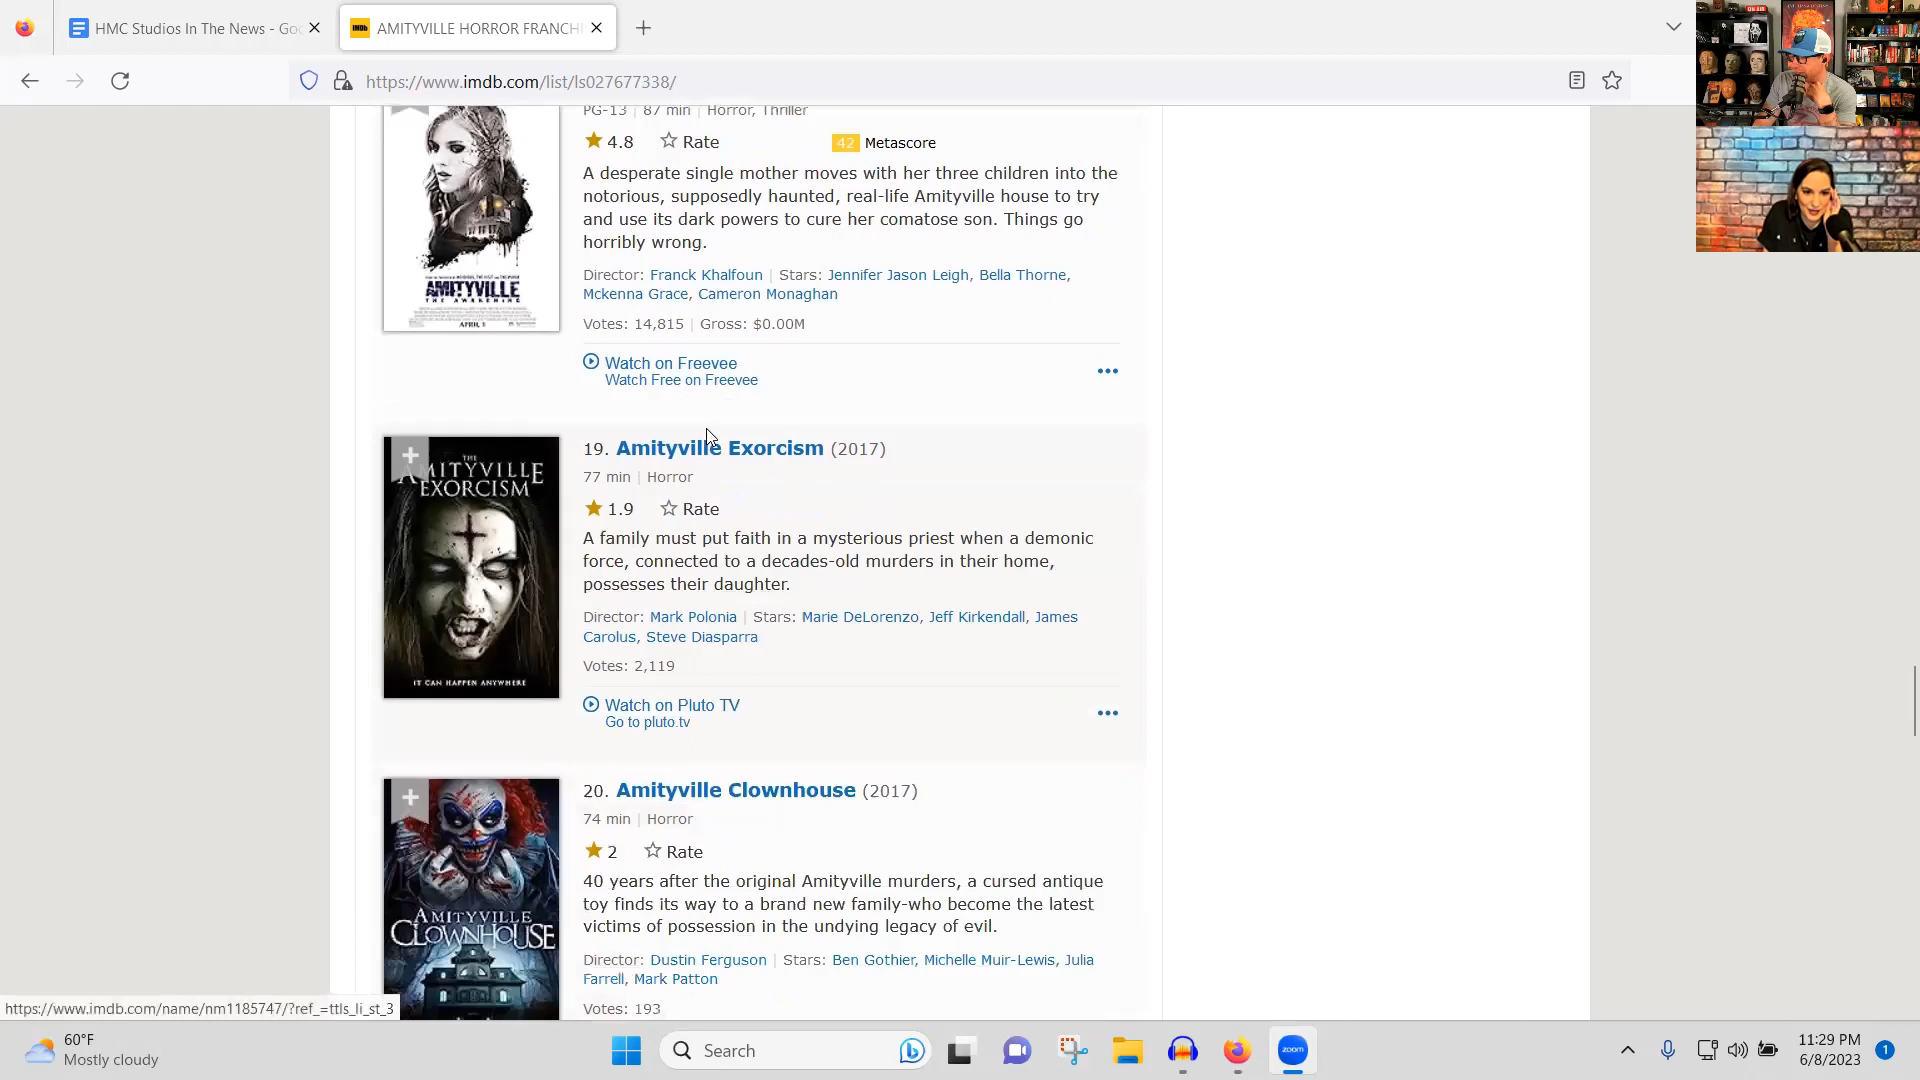 HMC Studios In The News - Goo
IMDb AMITYVILLE HORROR FRANCHI
https://www.imdb.com/list/ls027677338/
PG-13 | 87 min | Horror, Thriller
4.8 Rate 42 Metascore
A desperate single mother moves with her three children into the
notorious, supposedly haunted, real-life Amityville house to try
and use its dark powers to cure her comatose son. Things go
horribly wrong.
Director: Franck Khalfoun | Stars: Jennifer Jason Leigh, Bella Thorne,
Mckenna Grace, Cameron Monaghan
Votes: 14,815 | Gross: $0.00M
Watch on Freevee
Watch Free on Freevee
AMITYVILLE
THE AWAKENING
APRIL 1
19. Amityville Exorcism (2017)
77 min | Horror
1.9 Rate
A family must put faith in a mysterious priest when a demonic
force, connected to a decades-old murders in their home,
possesses their daughter.
Director: Mark Polonia | Stars: Marie DeLorenzo, Jeff Kirkendall, James
Carolus, Steve Diasparra
Votes: 2,119
Watch on Pluto TV
Go to pluto.tv
THE
AMITYVILLE
EXORCISM
IT CAN HAPPEN ANYWHERE
20. Amityville Clownhouse (2017)
74 min | Horror
2 Rate
40 years after the original Amityville murders, a cursed antique
toy finds its way to a brand new family-who become the latest
victims of possession in the undying legacy of evil.
Director: Dustin Ferguson | Stars: Ben Gothier, Michelle Muir-Lewis, Julia
Farrell, Mark Patton
Votes: 193
AMITYVILLE
CLOWNHOUSE
https://www.imdb.com/name/nm1185747/?ref_=ttls_li_st_3
60°F
Mostly cloudy
Search
zoom
11:29 PM
6/8/2023
1